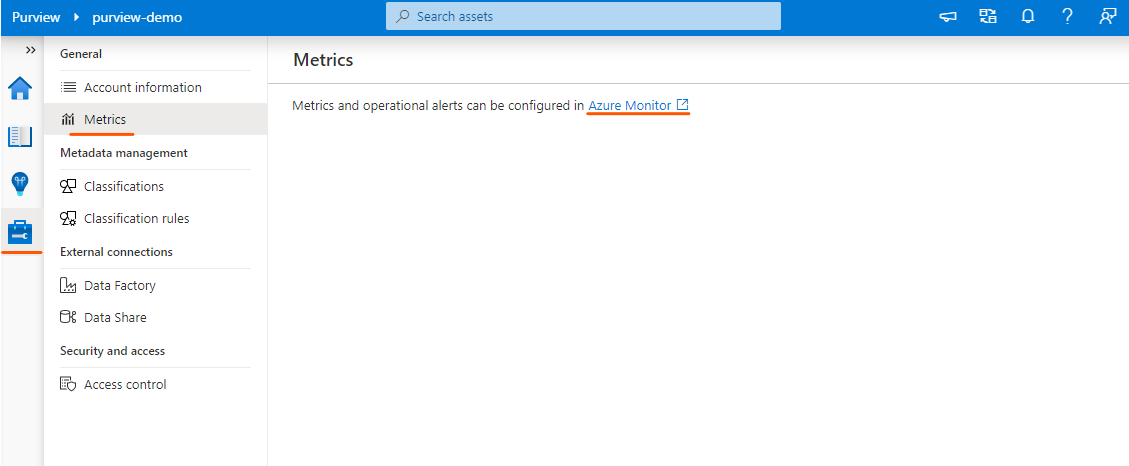 Purview purview-demo
Search assets
General
Account information
Metrics
Metadata management
Classifications
Classification rules
External connections
Data Factory
Data Share
Security and access
Access control
Metrics
Metrics and operational alerts can be configured in Azure Monitor